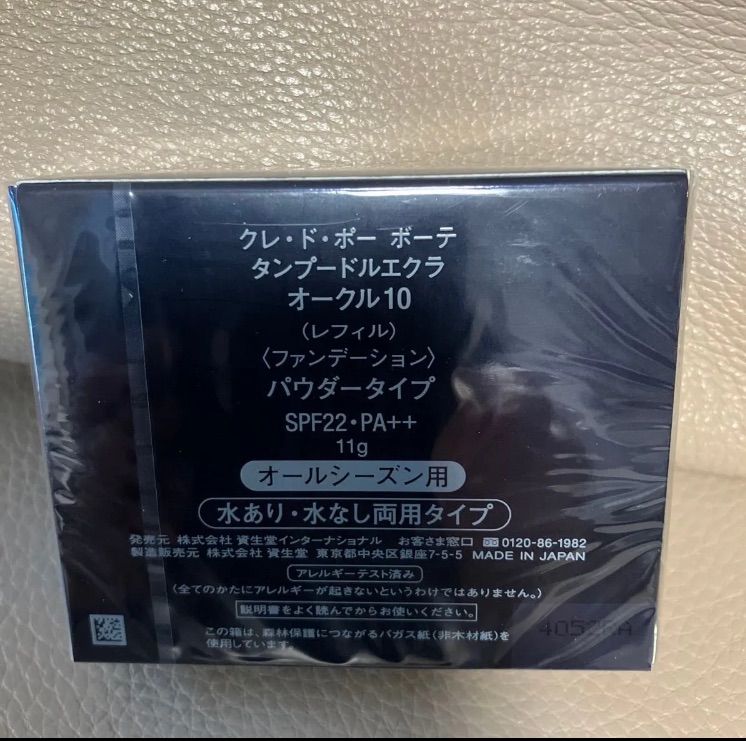 クレ・ド・ポー ボーテ
タンプードルエクラ
オークル10
(レフィル)
〈ファンデーション〉
パウダータイプ
SPF22・PA++
11g
オールシーズン用
水あり・水なし両用タイプ
発売元 株式会社 資生堂インターナショナル お客さま窓口 0120-86-1982
製造販売元 株式会社 資生堂 東京都中央区銀座7-5-5 MADE IN JAPAN
アレルギーテスト済み
(全てのかたにアレルギーが起きないというわけではありません。)
説明書をよく読んでからお使いください。
この箱は、森林保護につながるバガス紙(非木材紙)を
使用しています。